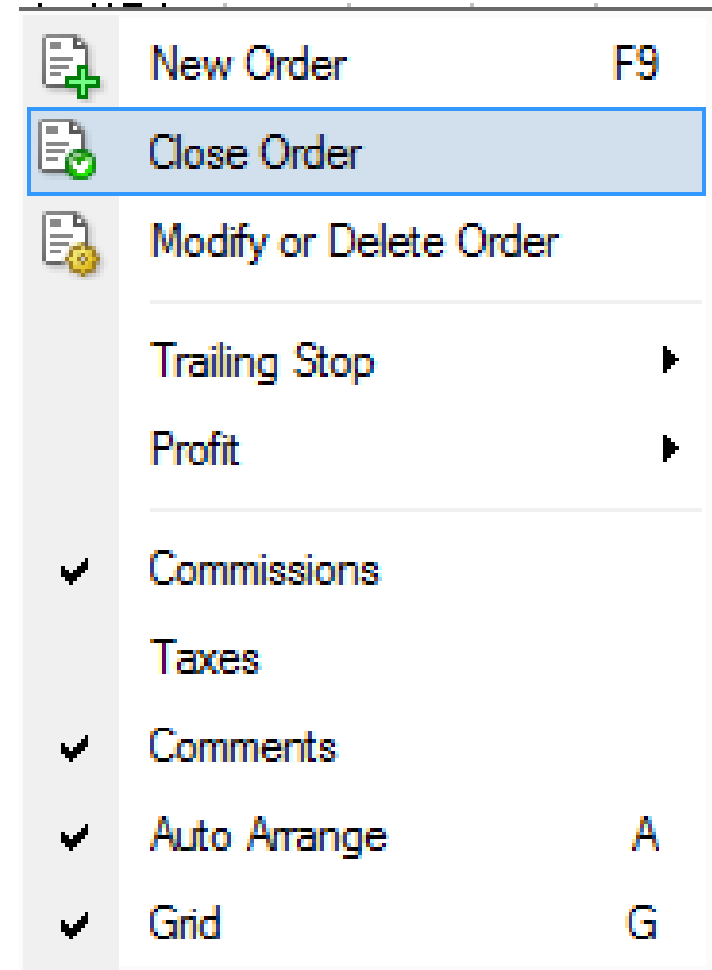 New Order F9
Close Order
Modify or Delete Order
Trailing Stop
Profit
Commissions
Taxes
Comments
Auto Arrange A
Grid G